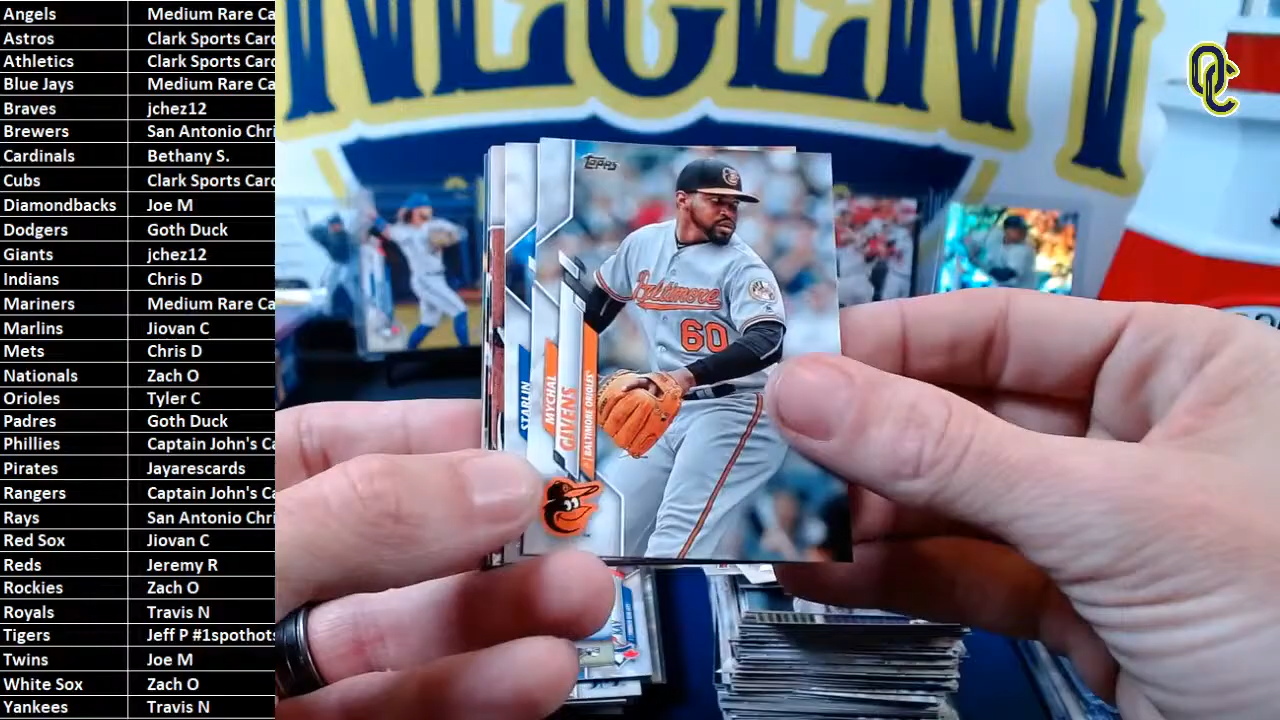 Angels Medium Rare Ca
Astros Clark Sports Card
Athletics Clark Sports Card
Blue Jays Medium Rare Ca
Braves jchez12
Brewers San Antonio Chri
Cardinals Bethany S.
Cubs Clark Sports Card
Diamondbacks Joe M
Dodgers Goth Duck
Giants jchez12
Indians Chris D
Mariners Medium Rare Ca
Marlins Jiovan C
Mets Chris D
Nationals Zach O
Orioles Tyler C
Padres Goth Duck
Phillies Captain John's Ca
Pirates Jayarescards
Rangers Captain John's Ca
Rays San Antonio Chri
Red Sox Jiovan C
Reds Jeremy R
Rockies Zach O
Royals Travis N
Tigers Jeff P #1spothots
Twins Joe M
White Sox Zach O
Yankees Travis N
OC
TOPPS
Baltimore
60
STARLIN
MYCHAL
GIVENS
BALTIMORE ORIOLES